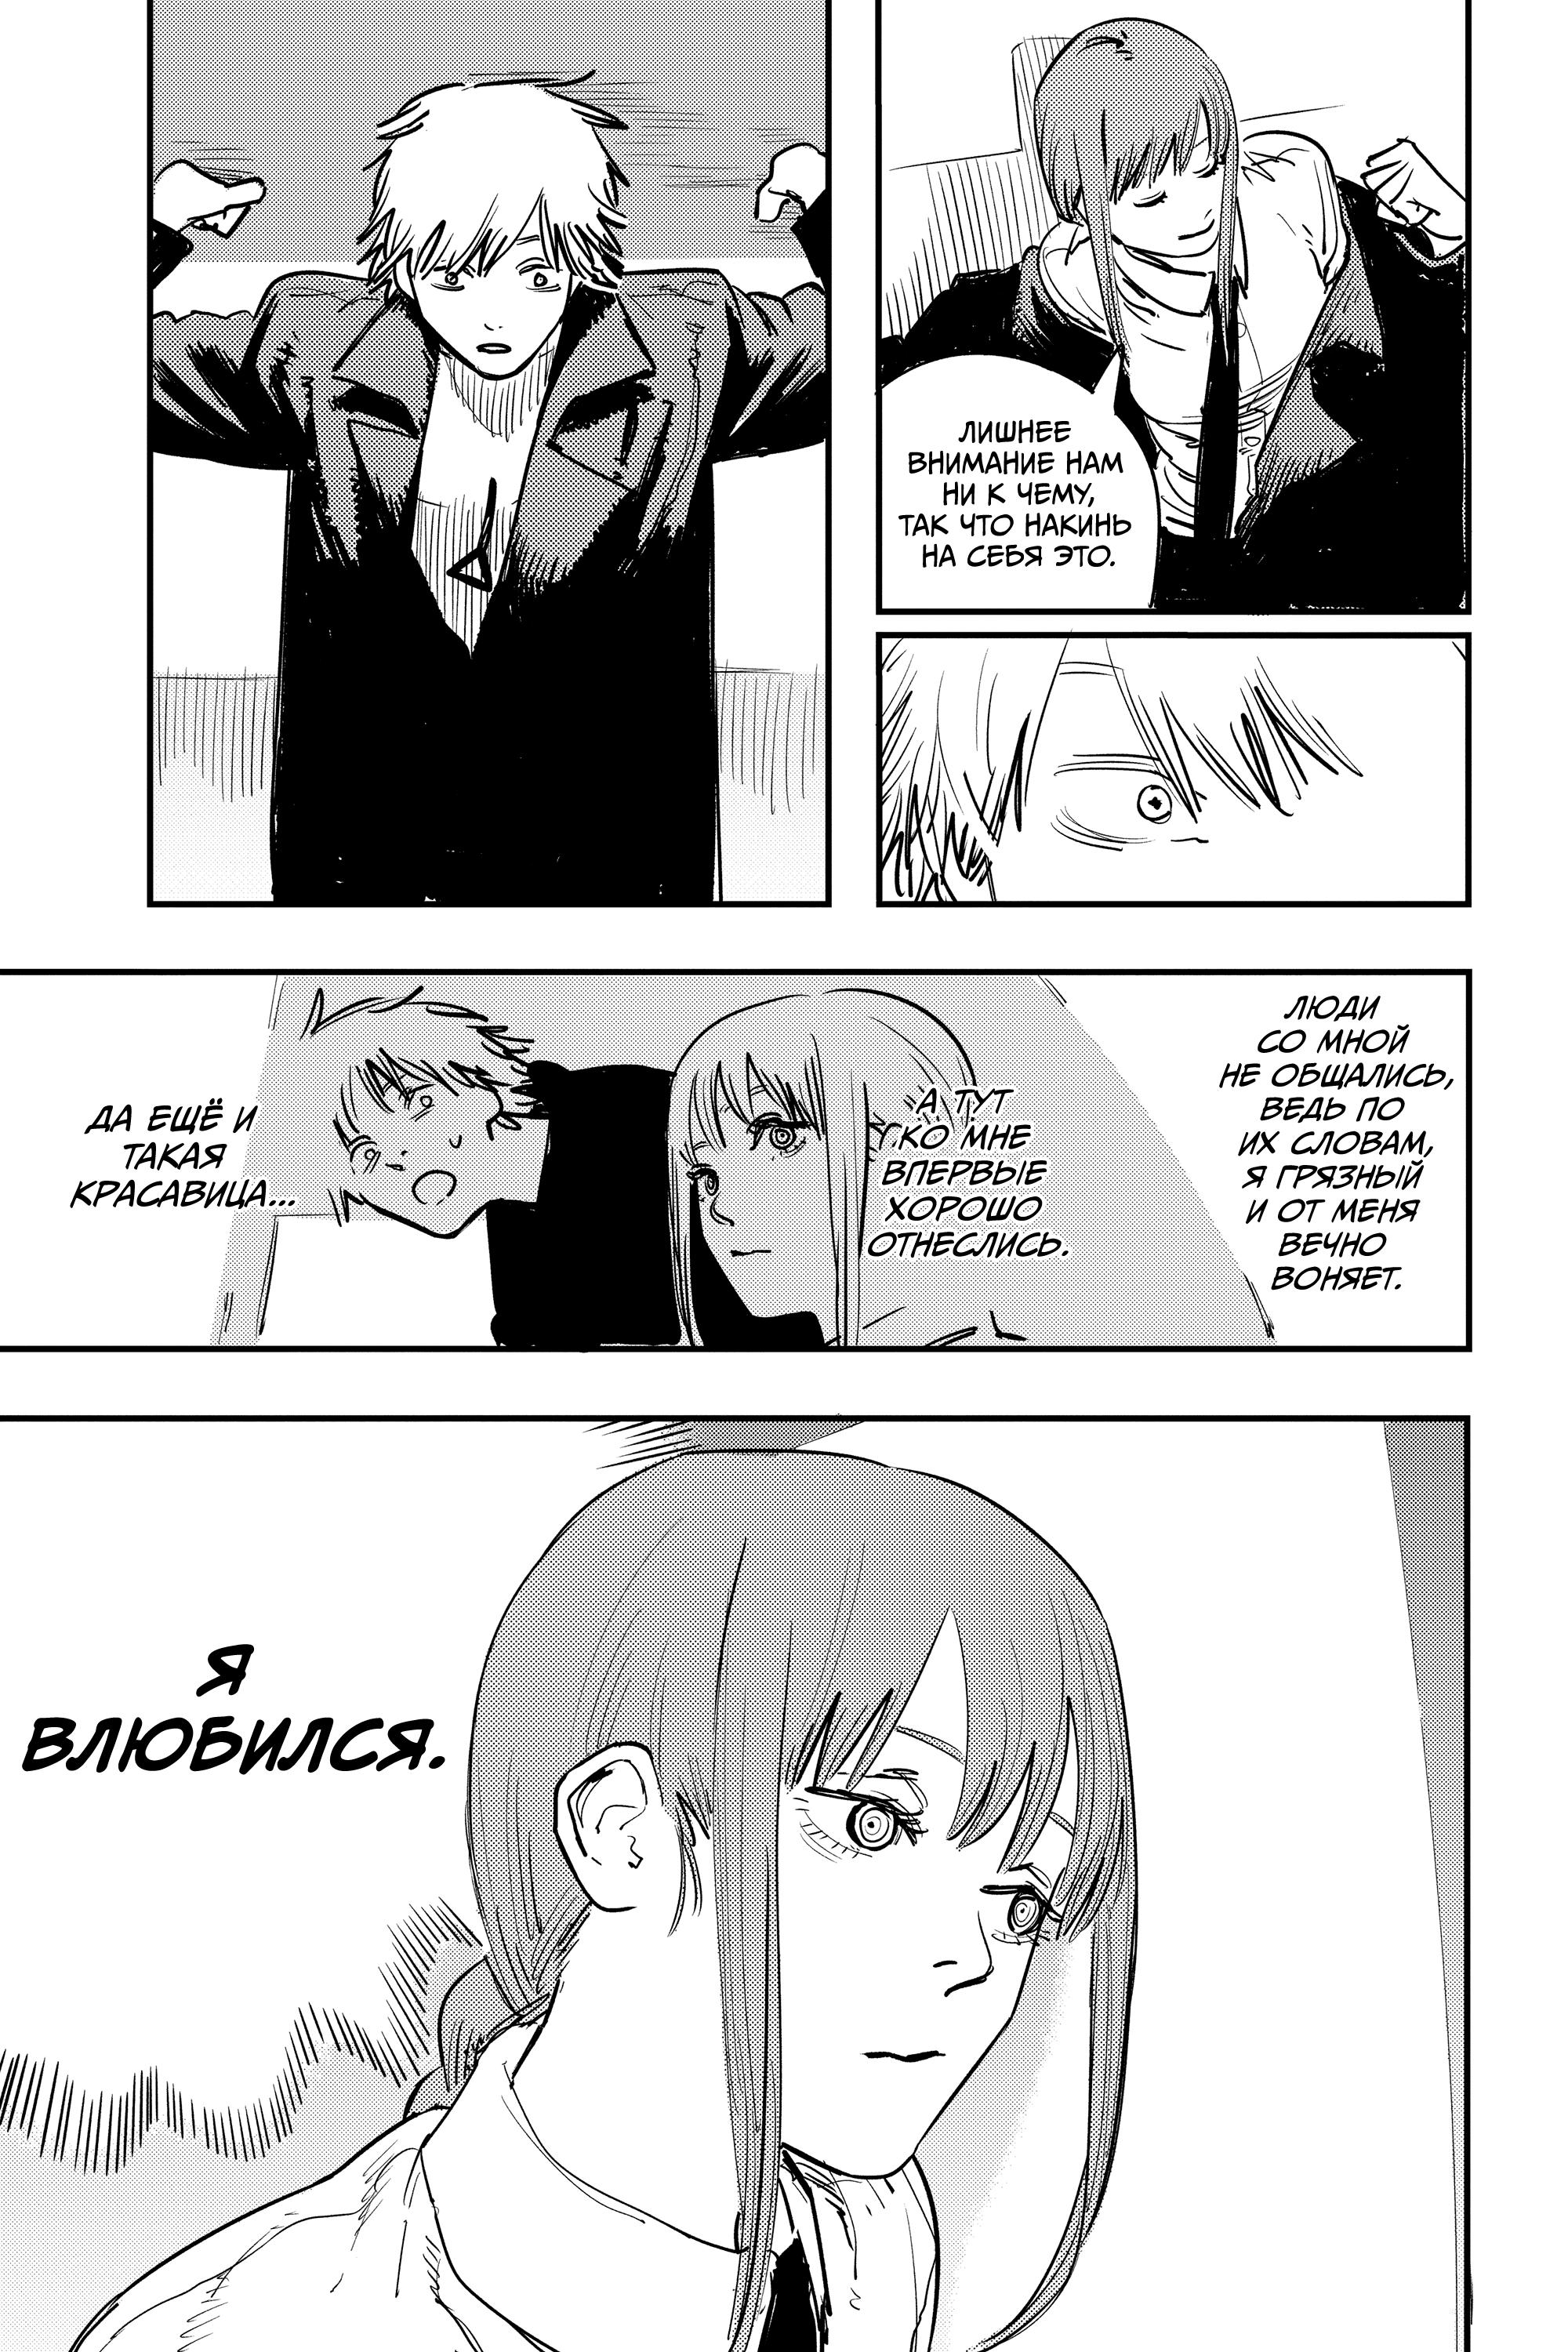 ЛИШНЕЕ
ВНИМАНИЕ НАМ
НИ К ЧЕМУ,
ТАК ЧТО НАКИНЬ
НА СЕБЯ ЭТО.
ЛЮДИ
СО МНОЙ
НЕ ОБЩАЛИСЬ,
ВЕДЬ ПО
ИХ СЛОВАМ,
Я ГРЯЗНЫЙ
И ОТ МЕНЯ
ВЕЧНО
ВОНЯЕТ.
А ТУТ
КО МНЕ
ВПЕРВЫЕ
ХОРОШО
ОТНЕСЛИСЬ.
ДА ЕЩЁ И
ТАКАЯ
КРАСАВИЦА...
Я
ВЛЮБИЛСЯ.